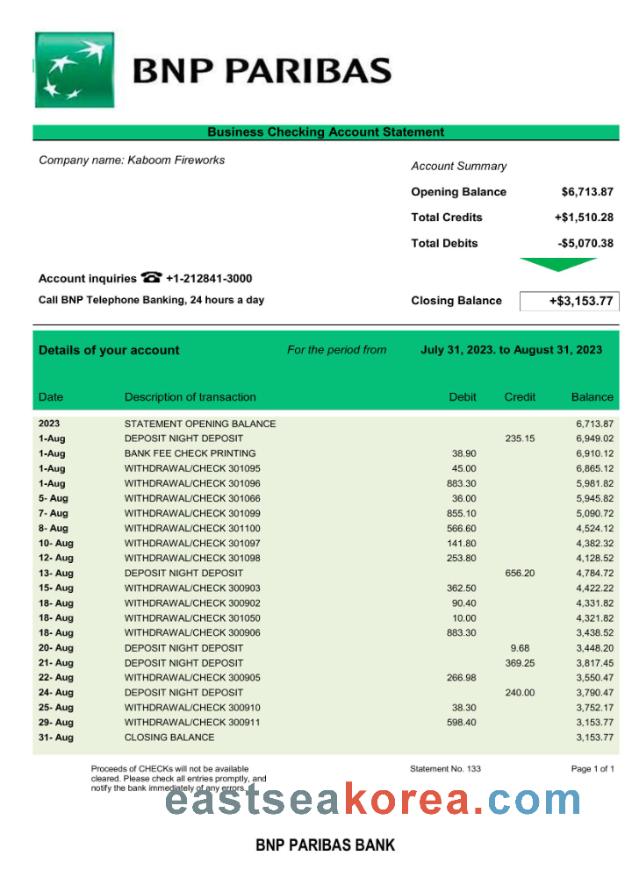 BNP PARIBAS
Business Checking Account Statement
Company name: Kaboom Fireworks
Account Summary
Opening Balance $6,713.87
Total Credits +$1,510.28
Total Debits -$5,070.38
Account inquiries ☎ +1-212841-3000
Call BNP Telephone Banking, 24 hours a day
Closing Balance +$3,153.77
Details of your account For the period from July 31, 2023. to August 31, 2023
Date Description of transaction Debit Credit Balance
2023 STATEMENT OPENING BALANCE 6,713.87
1-Aug DEPOSIT NIGHT DEPOSIT 235.15 6,949.02
1-Aug BANK FEE CHECK PRINTING 38.90 6,910.12
1-Aug WITHDRAWAL/CHECK 301095 45.00 6,865.12
1-Aug WITHDRAWAL/CHECK 301096 883.30 5,981.82
5- Aug WITHDRAWAL/CHECK 301066 36.00 5,945.82
7- Aug WITHDRAWAL/CHECK 301099 855.10 5,090.72
8- Aug WITHDRAWAL/CHECK 301100 566.60 4,524.12
10- Aug WITHDRAWAL/CHECK 301097 141.80 4,382.32
12- Aug WITHDRAWAL/CHECK 301098 253.80 4,128.52
13- Aug DEPOSIT NIGHT DEPOSIT 656.20 4,784.72
15- Aug WITHDRAWAL/CHECK 300903 362.50 4,422.22
18- Aug WITHDRAWAL/CHECK 300902 90.40 4,331.82
18- Aug WITHDRAWAL/CHECK 301050 10.00 4,321.82
18- Aug WITHDRAWAL/CHECK 300906 883.30 3,438.52
20- Aug DEPOSIT NIGHT DEPOSIT 9.68 3,448.20
21- Aug DEPOSIT NIGHT DEPOSIT 369.25 3,817.45
22- Aug WITHDRAWAL/CHECK 300905 266.98 3,550.47
24- Aug DEPOSIT NIGHT DEPOSIT 240.00 3,790.47
25- Aug WITHDRAWAL/CHECK 300910 38.30 3,752.17
29- Aug WITHDRAWAL/CHECK 300911 598.40 3,153.77
31- Aug CLOSING BALANCE 3,153.77
Proceeds of CHECKs will not be available Statement No. 133 Page 1 of 1
cleared. Please check all entries promptly, and
notify the bank immediately of any errors.
eastseakorea.com
BNP PARIBAS BANK